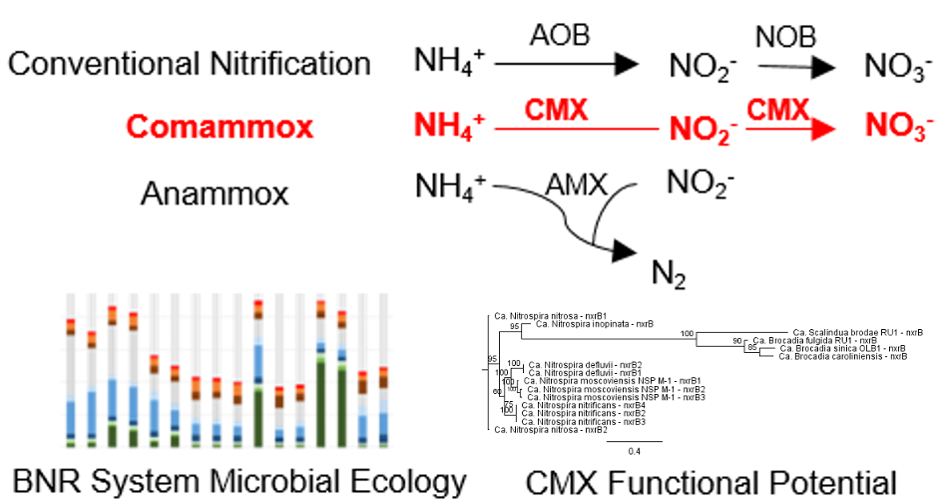 Conventional Nitrification NH₄⁺ AOB NO₂⁻ NOB NO₃⁻
Comammox NH₄⁺ CMX NO₂⁻ CMX NO₃⁻
Anammox NH₄⁺ AMX NO₂⁻
N₂
Ca. Nitrospira nitrosa - nxrB1
95 Ca. Nitrospira inopinata - nxrB
100 Ca. Scalindua brodae RU1 - nxrB
90 Ca. Brocadia fulgida RU1 - nxrB
85 Ca. Brocadia sinica OLB1 - nxrB
Ca. Brocadia caroliniensis - nxrB
95
100 Ca. Nitrospira defluvii - nxrB2
100 Ca. Nitrospira defluvii - nxrB1
100 Ca. Nitrospira moscoviensis NSP M-1 - nxrB1
60 100 Ca. Nitrospira moscoviensis NSP M-1 - nxrB2
Ca. Nitrospira moscoviensis NSP M-1 - nxrB3
75 Ca. Nitrospira nitrificans - nxrB4
100 Ca. Nitrospira nitrificans - nxrB2
Ca. Nitrospira nitrificans - nxrB3
Ca. Nitrospira nitrosa - nxrB2
0.4
BNR System Microbial Ecology
CMX Functional Potential